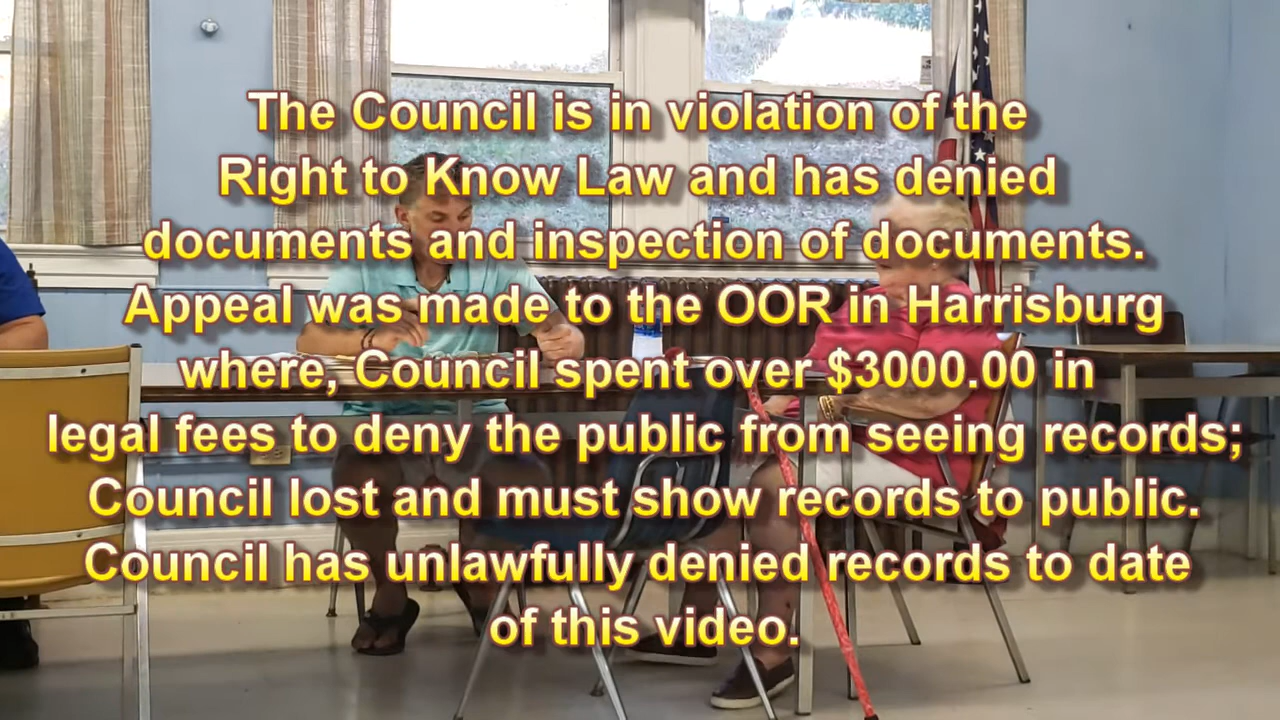 The Council is in violation of the
Right to Know Law and has denied
documents and inspection of documents.
Appeal was made to the OOR in Harrisburg
where, Council spent over $3000.00 in
legal fees to deny the public from seeing records;
Council lost and must show records to public.
Council has unlawfully denied records to date
of this video.